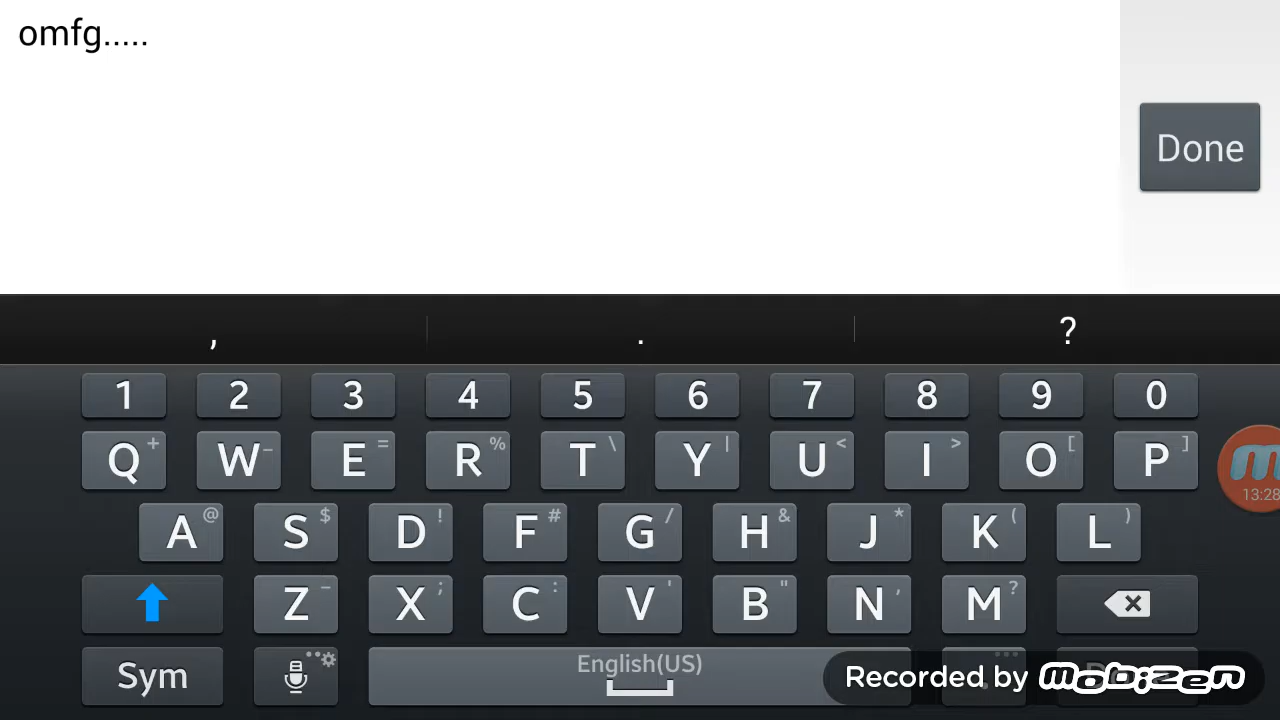 omfg.....
Done
, . ?
1 2 3 4 5 6 7 8 9 0
Q + W - E = R % T \ Y | U < I > O [ P ]
13:28
A @ S $ D ! F # G / H & J * K ( L )
Z - X ; C : V ' B " N , M ?
Sym English(US)
Recorded by mobizen